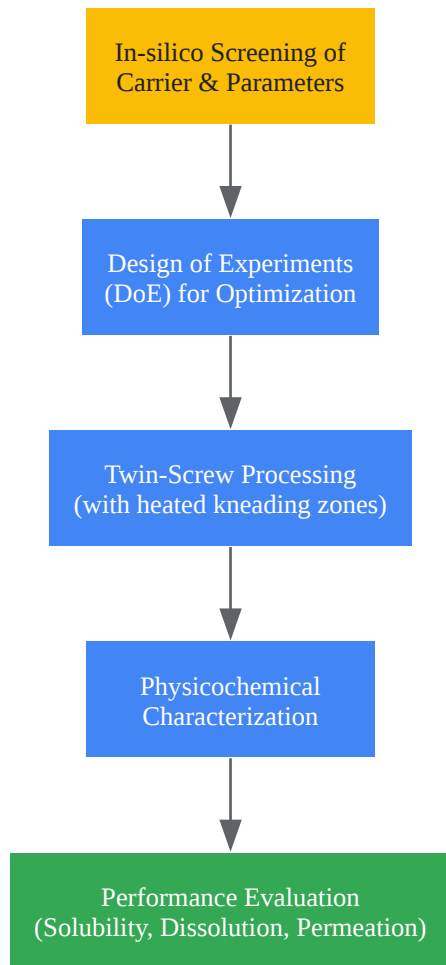 In-silico Screening of
Carrier & Parameters
Design of Experiments
(DoE) for Optimization
Twin-Screw Processing
(with heated kneading zones)
Physicochemical
Characterization
Performance Evaluation
(Solubility, Dissolution, Permeation)